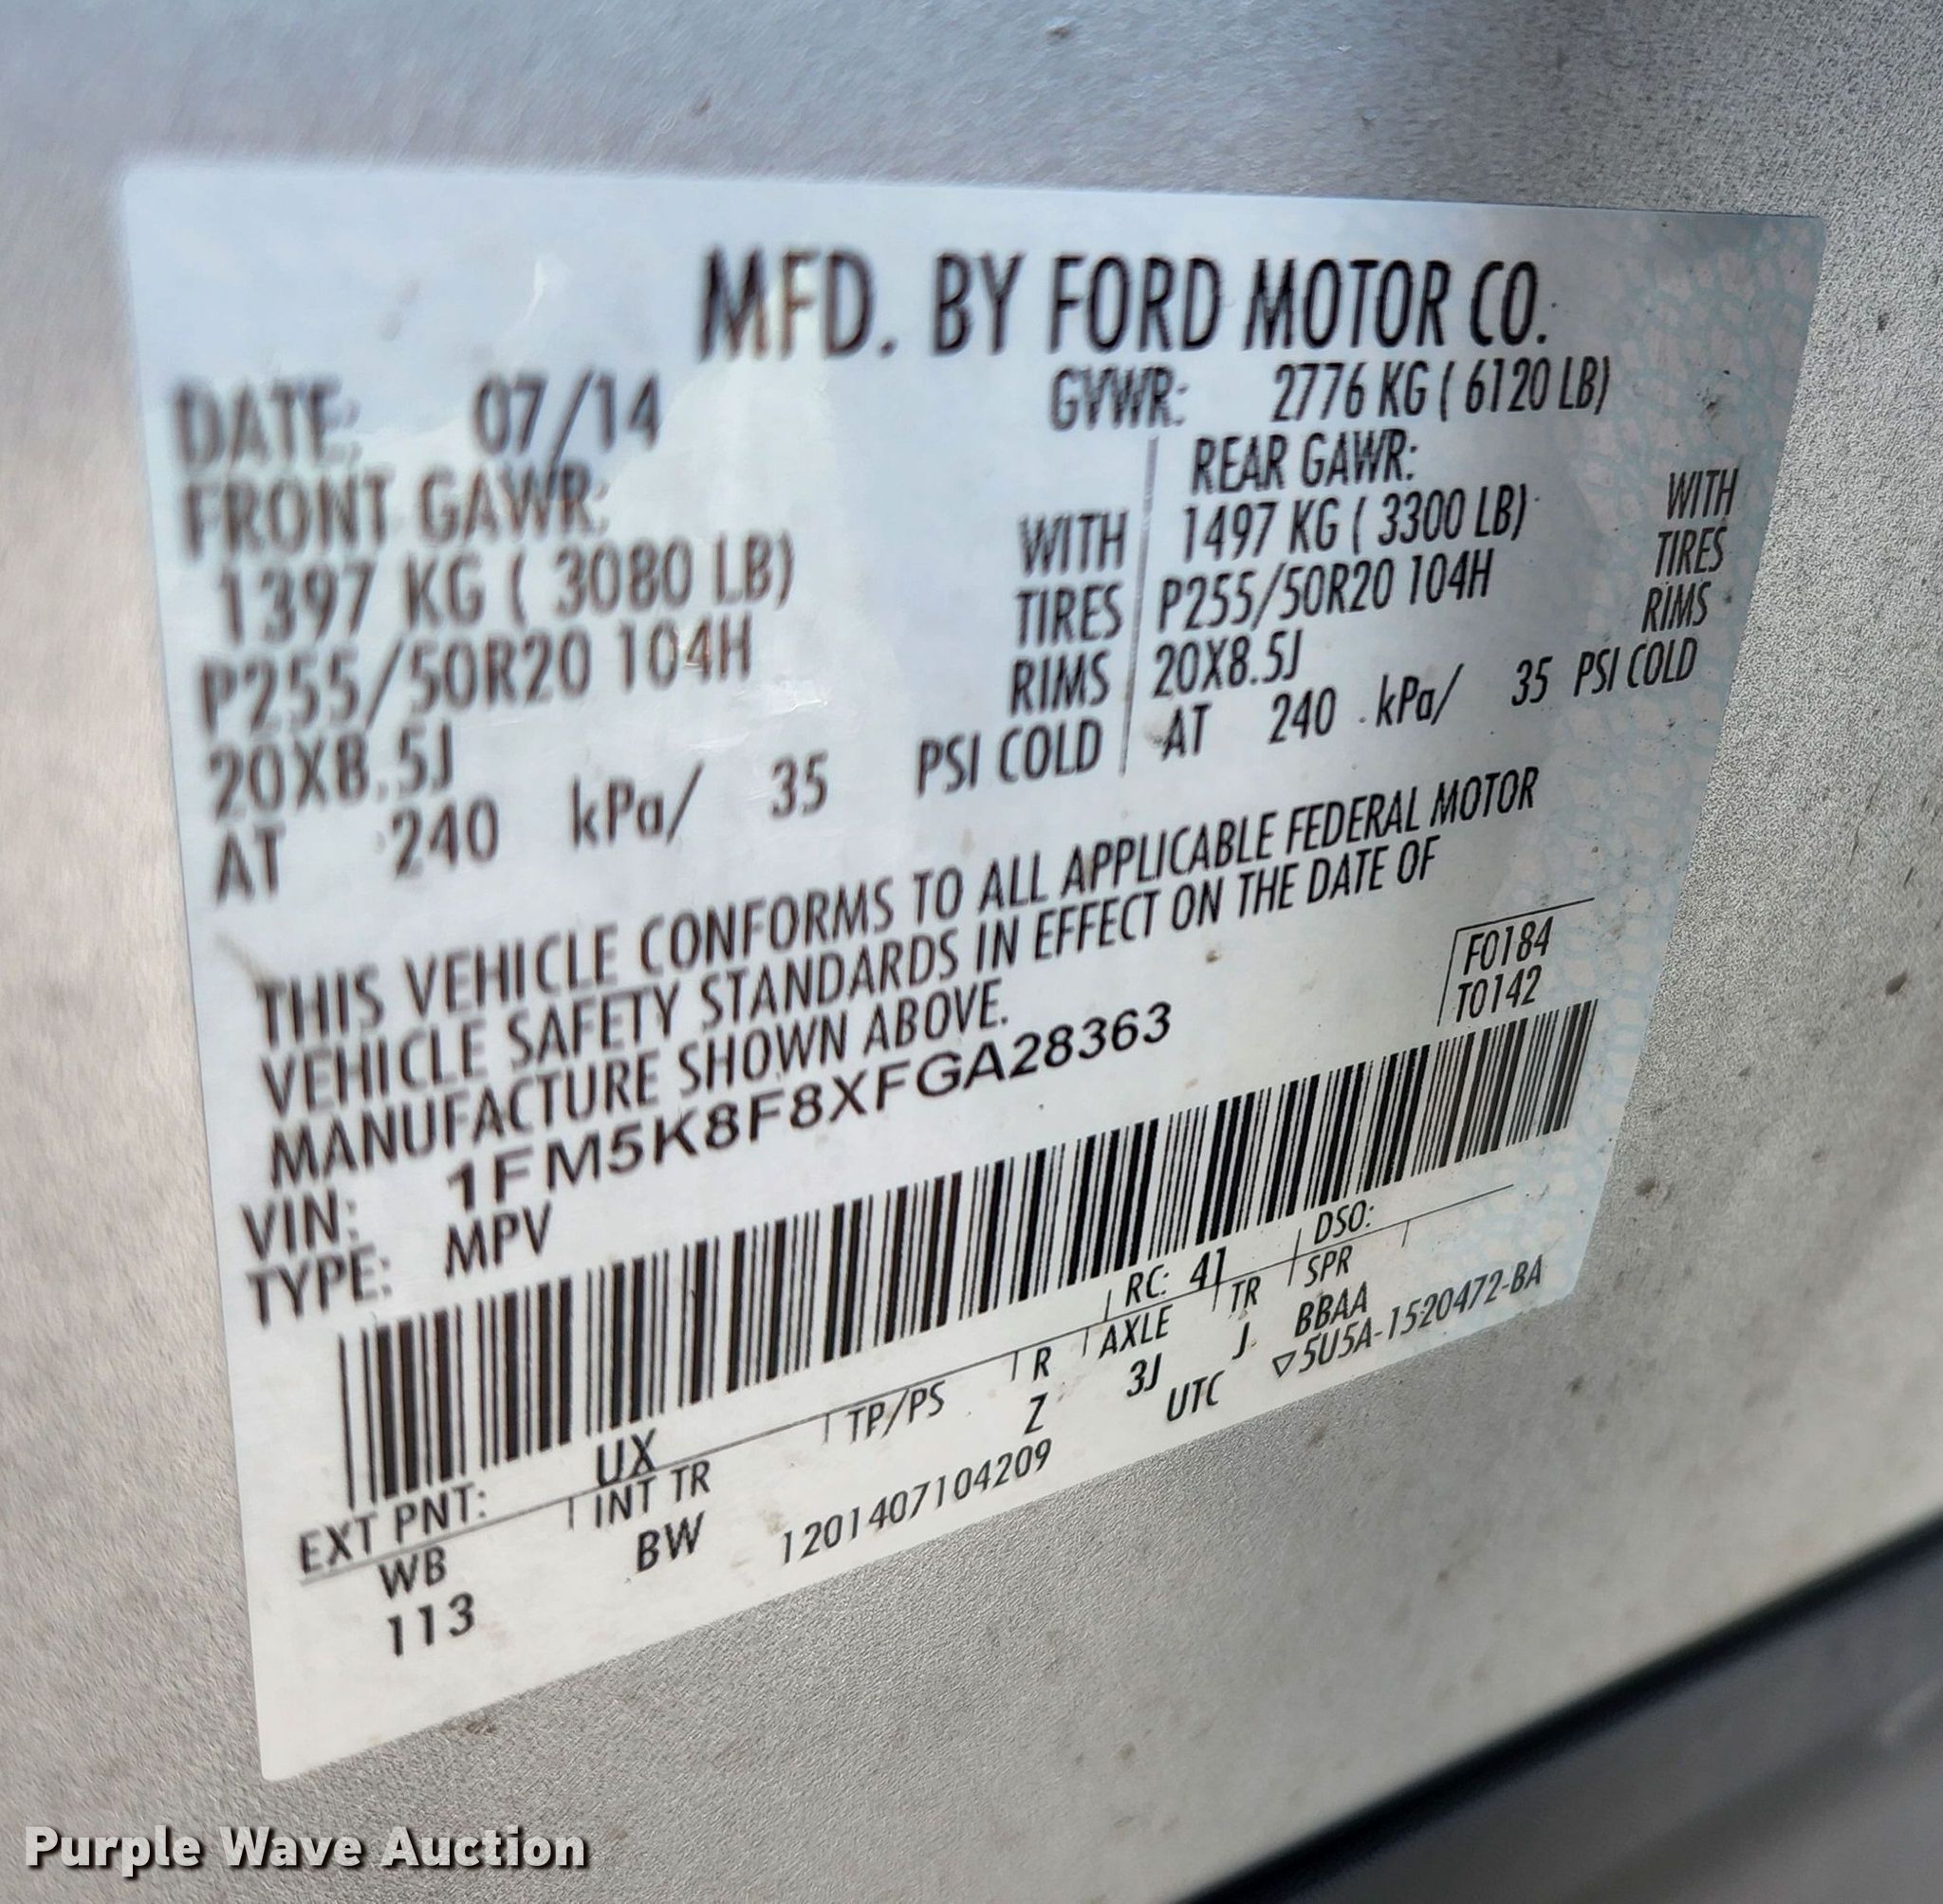 MFD. BY FORD MOTOR CO.
DATE: 07/14 GVWR: 2776 KG ( 6120 LB)
FRONT GAWR: REAR GAWR:
1397 KG ( 3080 LB) WITH 1497 KG ( 3300 LB) WITH
P255/50R20 104H TIRES P255/50R20 104H TIRES
20X8.5J RIMS 20X8.5J RIMS
AT 240 kPa/ 35 PSI COLD AT 240 kPa/ 35 PSI COLD
THIS VEHICLE CONFORMS TO ALL APPLICABLE FEDERAL MOTOR
VEHICLE SAFETY STANDARDS IN EFFECT ON THE DATE OF
MANUFACTURE SHOWN ABOVE.
F0184
T0142
VIN: 1FM5K8F8XFGA28363
TYPE: MPV
EXT PNT: UX RC: 41 DSO:
WB INT TR TP/PS R AXLE TR SPR
113 BW Z 3J J BBAA
1201407104209 UTC ▽5U5A-1520472-BA
Purple Wave Auction